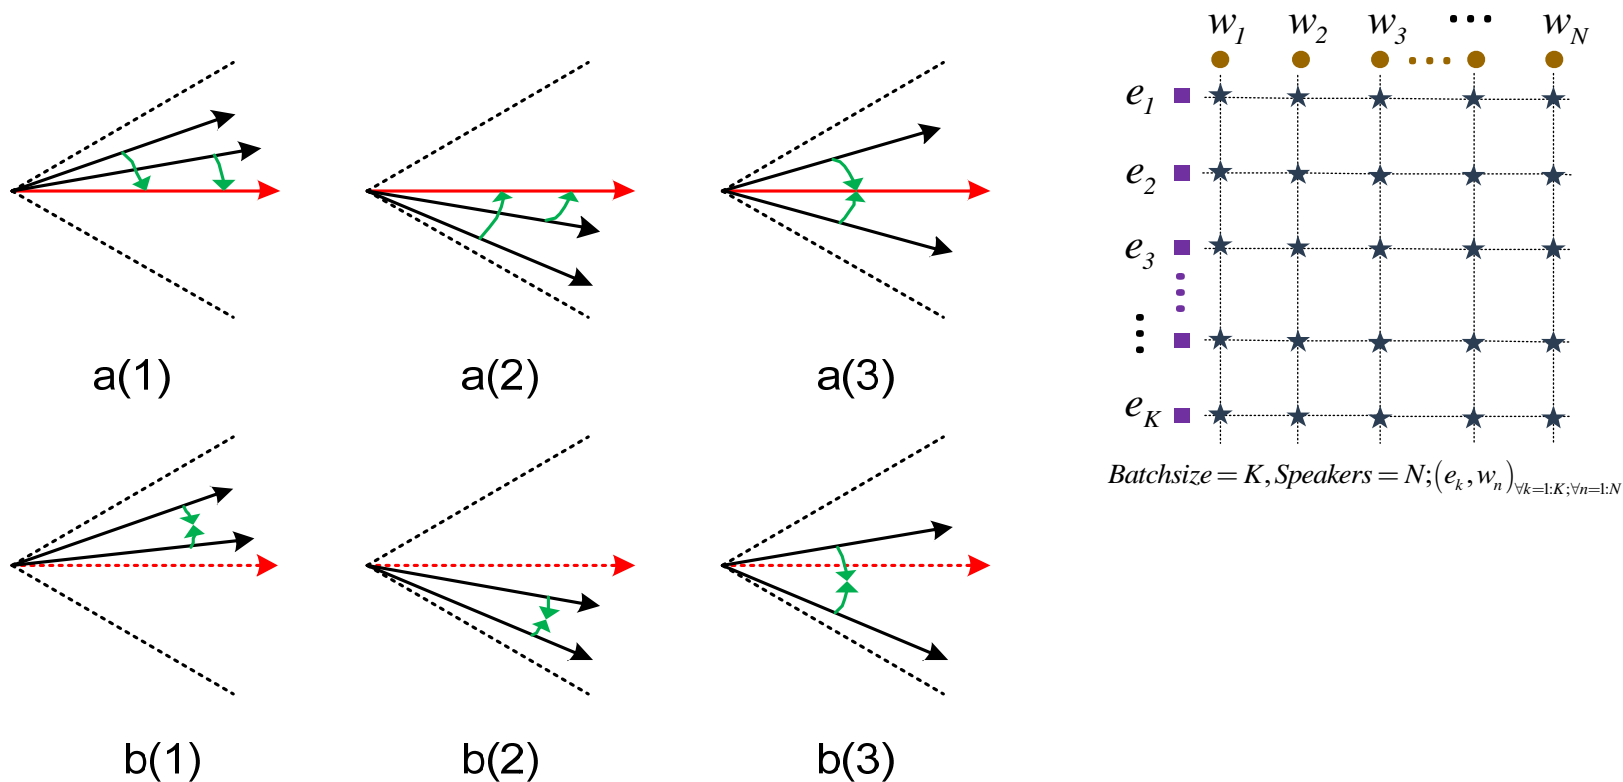 a(1) a(2) a(3)
b(1) b(2) b(3)
w1 w2 w3 ... wN
e1
e2
e3
⋮
eK
Batchsize = K, Speakers = N; (ek, wn)∀k=1:K;∀n=1:N